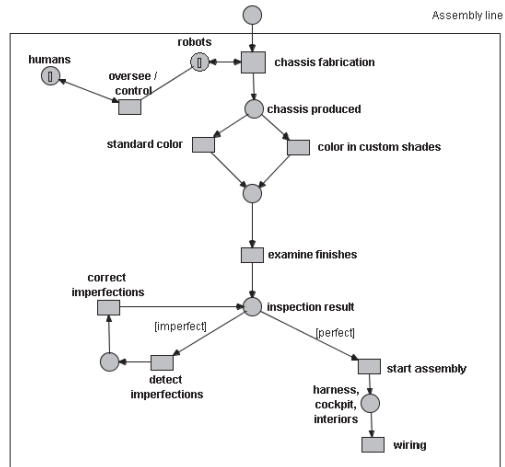 Assembly line
robots
humans
oversee /
control
chassis fabrication
chassis produced
standard color
color in custom shades
examine finishes
correct
imperfections
inspection result
[imperfect]
[perfect]
detect
imperfections
start assembly
harness,
cockpit,
interiors
wiring